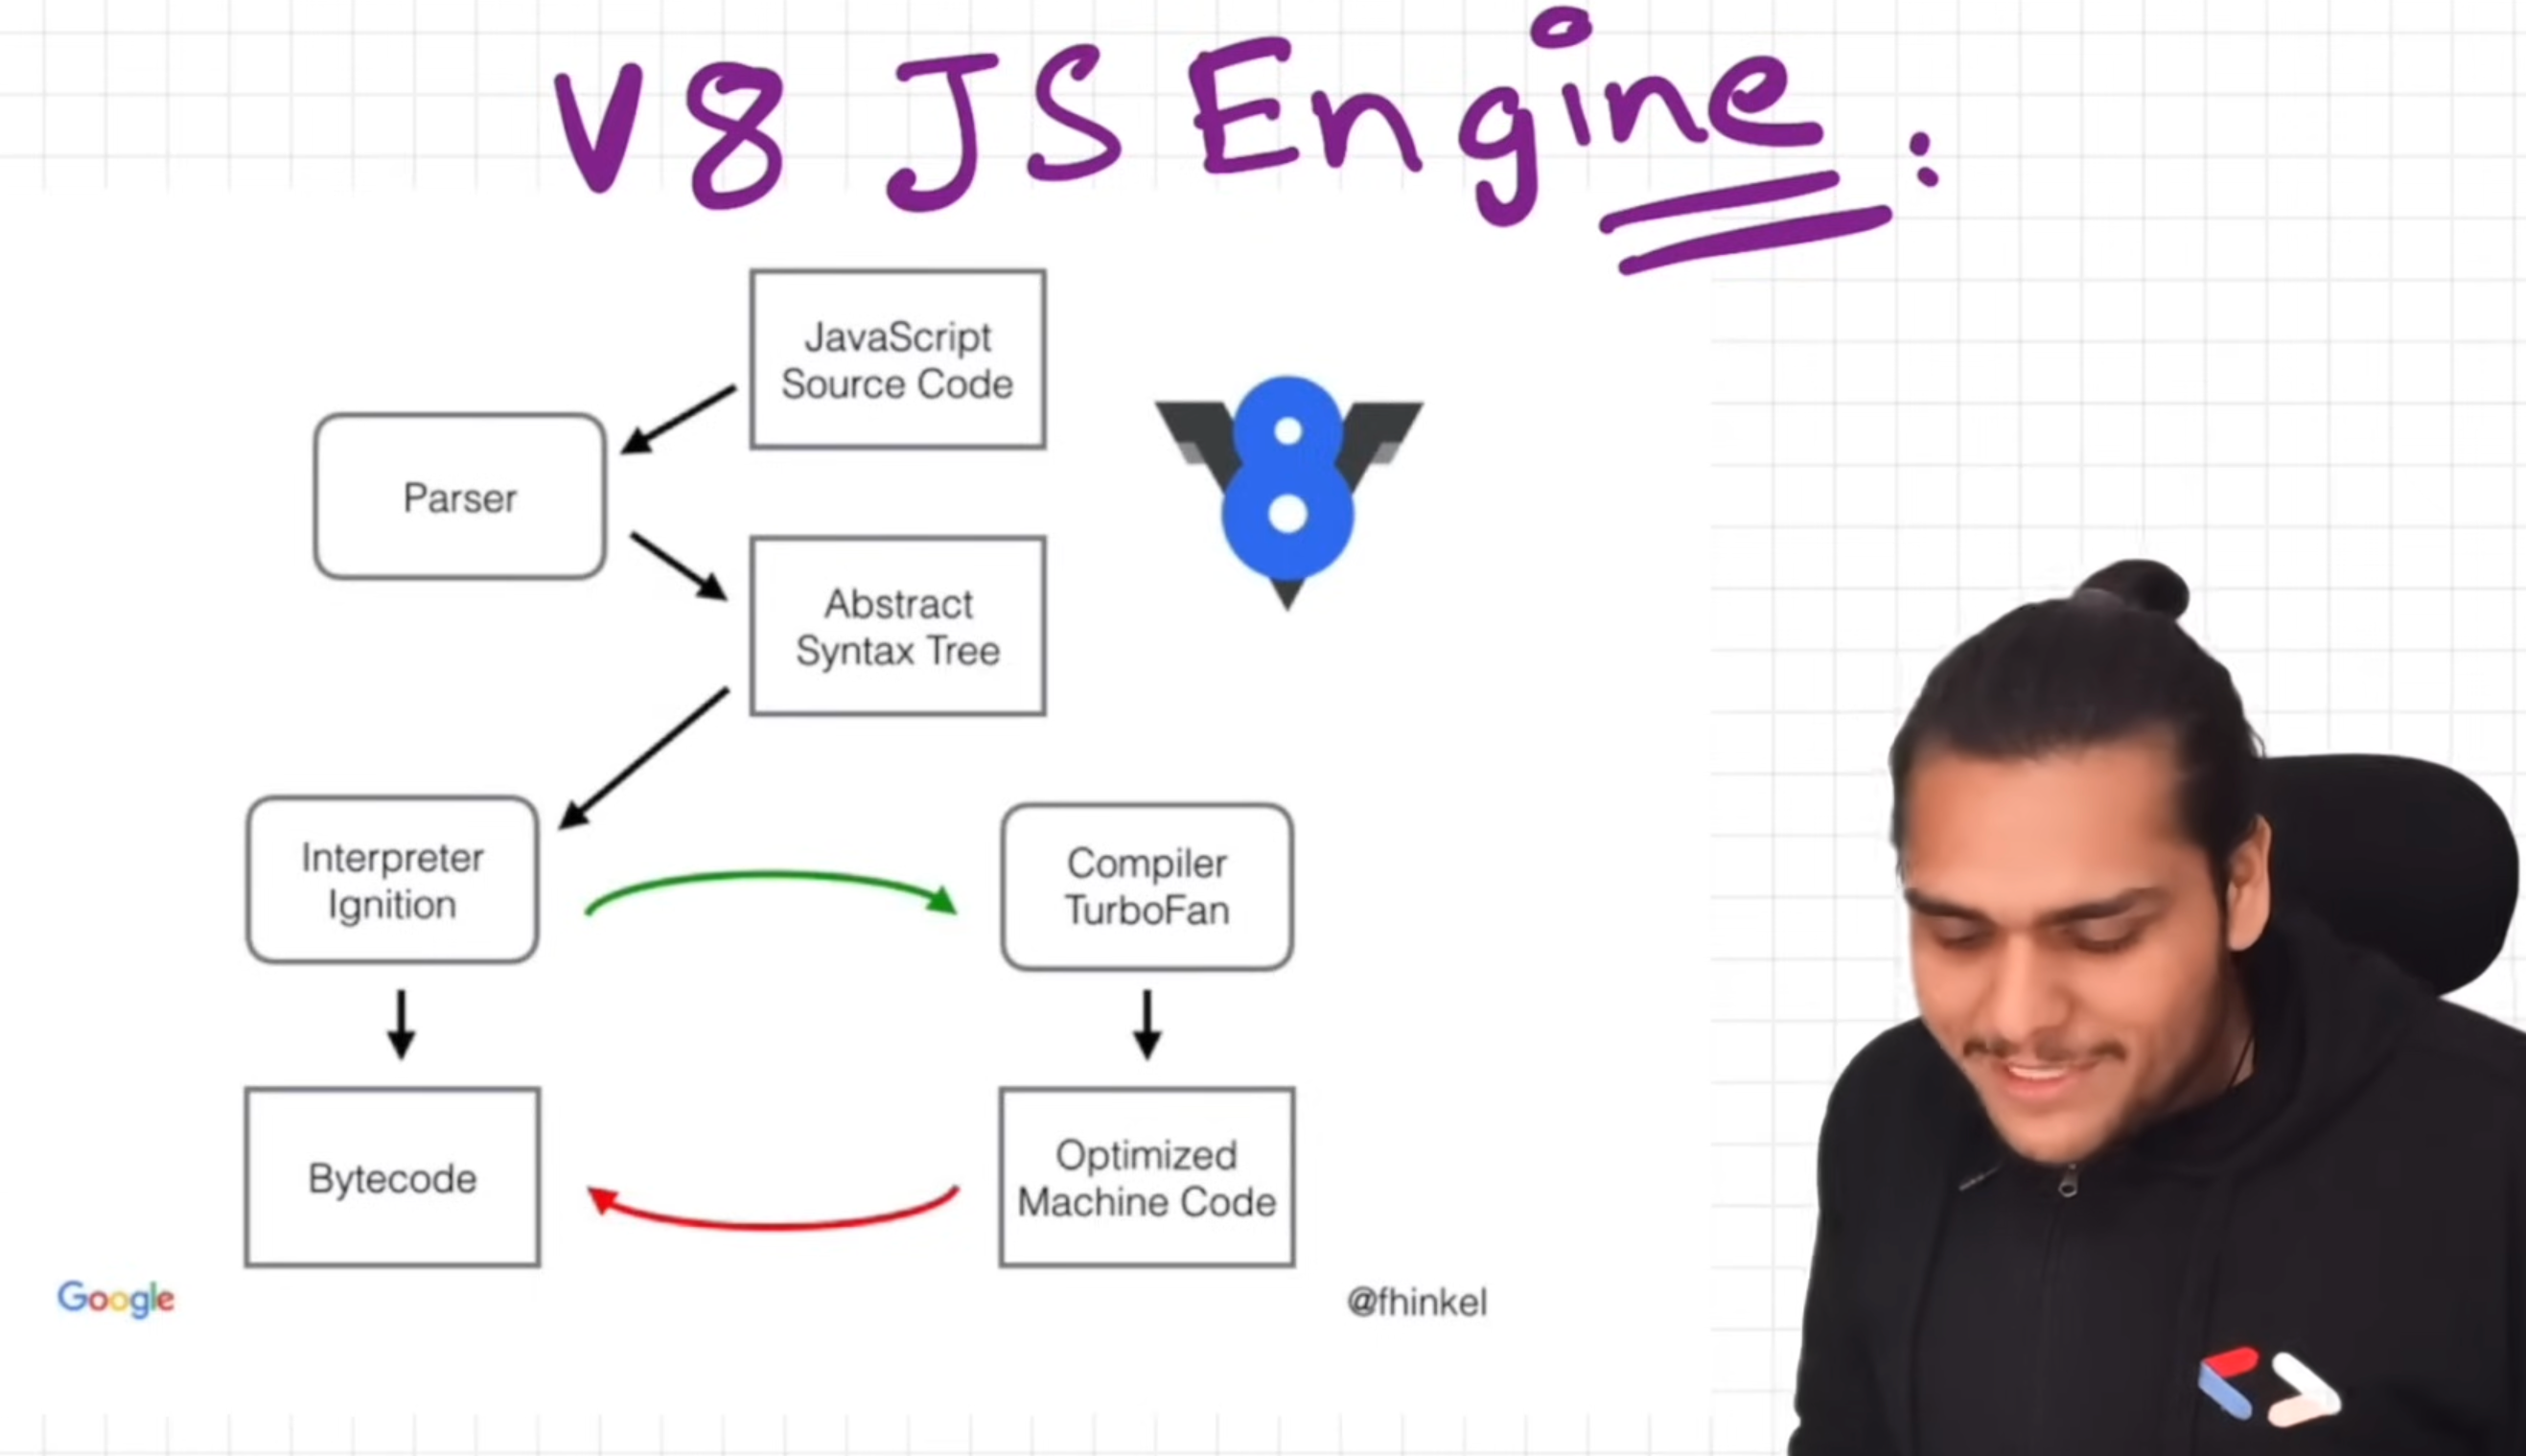 V8 JS Engine:
JavaScript
Source Code
Parser
Abstract
Syntax Tree
Interpreter
Ignition
Compiler
TurboFan
Bytecode
Optimized
Machine Code
Google
@fhinkel